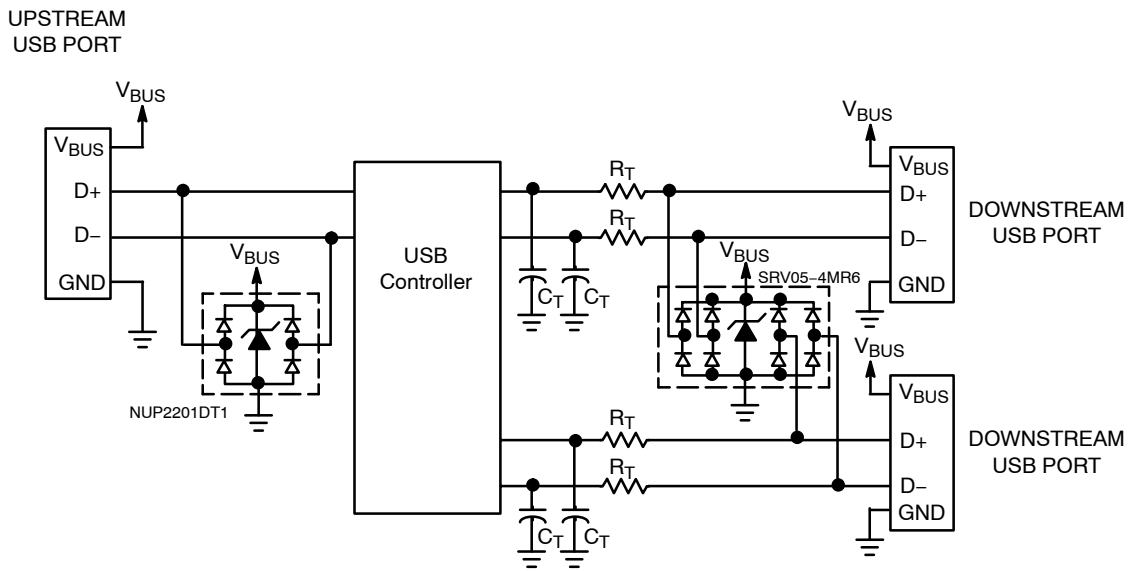 UPSTREAM
USB PORT
VBUS
VBUS
D+
D−
GND
VBUS
NUP2201DT1
USB
Controller
RT
RT
CT
CT
VBUS
SRV05−4MR6
VBUS
VBUS
D+
D−
GND
DOWNSTREAM
USB PORT
RT
RT
CT
CT
VBUS
VBUS
D+
D−
GND
DOWNSTREAM
USB PORT